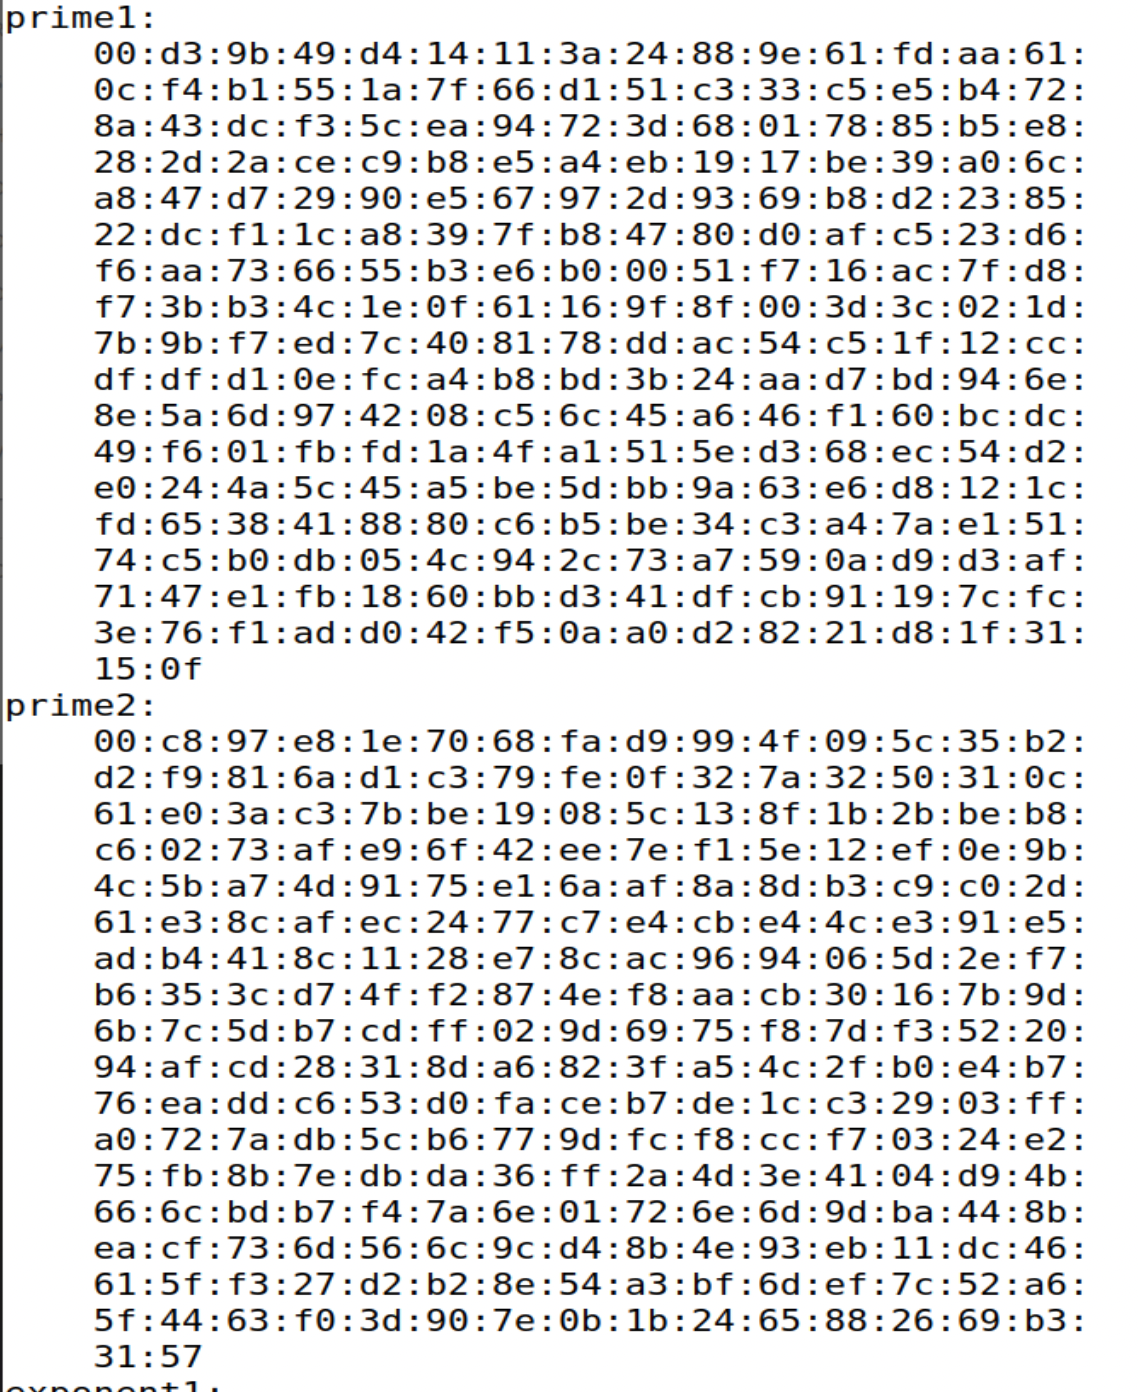 prime1:
00:d3:9b:49:d4:14:11:3a:24:88:9e:61:fd:aa:61:
0c:f4:b1:55:1a:7f:66:d1:51:c3:33:c5:e5:b4:72:
8a:43:dc:f3:5c:ea:94:72:3d:68:01:78:85:b5:e8:
28:2d:2a:ce:c9:b8:e5:a4:eb:19:17:be:39:a0:6c:
a8:47:d7:29:90:e5:67:97:2d:93:69:b8:d2:23:85:
22:dc:f1:1c:a8:39:7f:b8:47:80:d0:af:c5:23:d6:
f6:aa:73:66:55:b3:e6:b0:00:51:f7:16:ac:7f:d8:
f7:3b:b3:4c:1e:0f:61:16:9f:8f:00:3d:3c:02:1d:
7b:9b:f7:ed:7c:40:81:78:dd:ac:54:c5:1f:12:cc:
df:df:d1:0e:fc:a4:b8:bd:3b:24:aa:d7:bd:94:6e:
8e:5a:6d:97:42:08:c5:6c:45:a6:46:f1:60:bc:dc:
49:f6:01:fb:fd:1a:4f:a1:51:5e:d3:68:ec:54:d2:
e0:24:4a:5c:45:a5:be:5d:bb:9a:63:e6:d8:12:1c:
fd:65:38:41:88:80:c6:b5:be:34:c3:a4:7a:e1:51:
74:c5:b0:db:05:4c:94:2c:73:a7:59:0a:d9:d3:af:
71:47:e1:fb:18:60:bb:d3:41:df:cb:91:19:7c:fc:
3e:76:f1:ad:d0:42:f5:0a:a0:d2:82:21:d8:1f:31:
15:0f
prime2:
00:c8:97:e8:1e:70:68:fa:d9:99:4f:09:5c:35:b2:
d2:f9:81:6a:d1:c3:79:fe:0f:32:7a:32:50:31:0c:
61:e0:3a:c3:7b:be:19:08:5c:13:8f:1b:2b:be:b8:
c6:02:73:af:e9:6f:42:ee:7e:f1:5e:12:ef:0e:9b:
4c:5b:a7:4d:91:75:e1:6a:af:8a:8d:b3:c9:c0:2d:
61:e3:8c:af:ec:24:77:c7:e4:cb:e4:4c:e3:91:e5:
ad:b4:41:8c:11:28:e7:8c:ac:96:94:06:5d:2e:f7:
b6:35:3c:d7:4f:f2:87:4e:f8:aa:cb:30:16:7b:9d:
6b:7c:5d:b7:cd:ff:02:9d:69:75:f8:7d:f3:52:20:
94:af:cd:28:31:8d:a6:82:3f:a5:4c:2f:b0:e4:b7:
76:ea:dd:c6:53:d0:fa:ce:b7:de:1c:c3:29:03:ff:
a0:72:7a:db:5c:b6:77:9d:fc:f8:cc:f7:03:24:e2:
75:fb:8b:7e:db:da:36:ff:2a:4d:3e:41:04:d9:4b:
66:6c:bd:b7:f4:7a:6e:01:72:6e:6d:9d:ba:44:8b:
ea:cf:73:6d:56:6c:9c:d4:8b:4e:93:eb:11:dc:46:
61:5f:f3:27:d2:b2:8e:54:a3:bf:6d:ef:7c:52:a6:
5f:44:63:f0:3d:90:7e:0b:1b:24:65:88:26:69:b3:
31:57
exponent1: